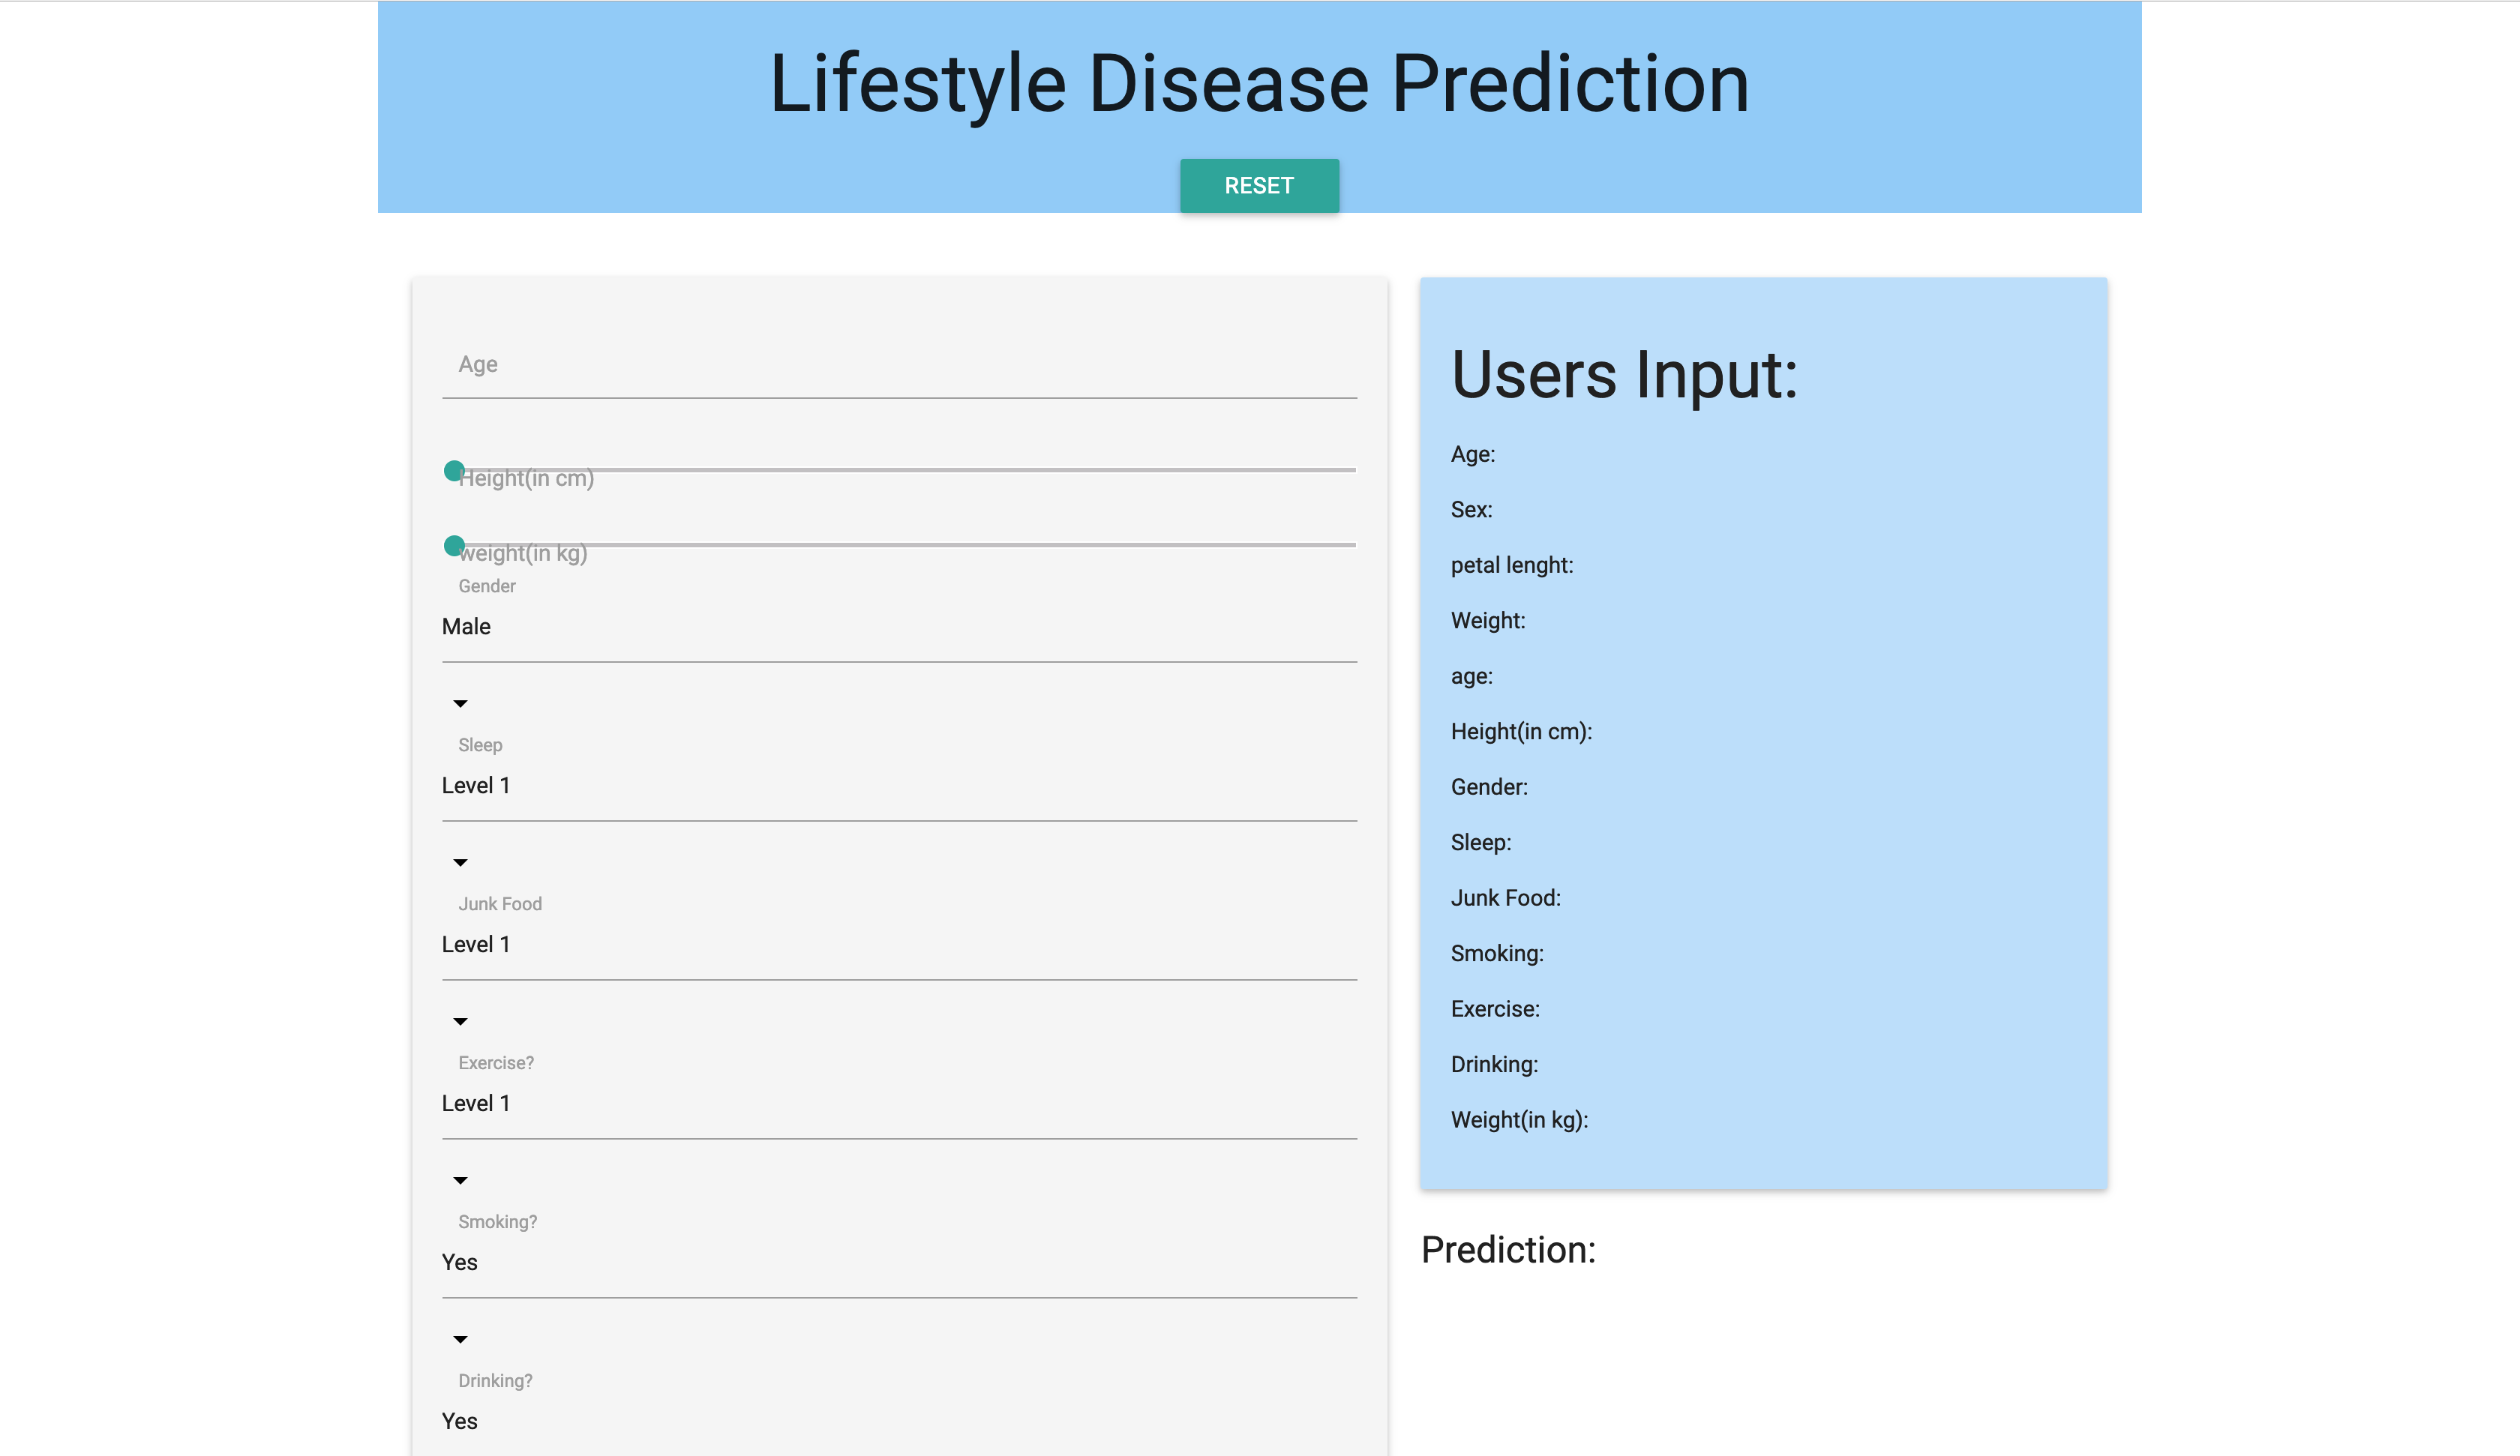 Lifestyle Disease Prediction
RESET
Age
Height(in cm)
weight(in kg)
Gender
Male
Sleep
Level 1
Junk Food
Level 1
Exercise?
Level 1
Smoking?
Yes
Drinking?
Yes
Users Input:
Age:
Sex:
petal lenght:
Weight:
age:
Height(in cm):
Gender:
Sleep:
Junk Food:
Smoking:
Exercise:
Drinking:
Weight(in kg):
Prediction: